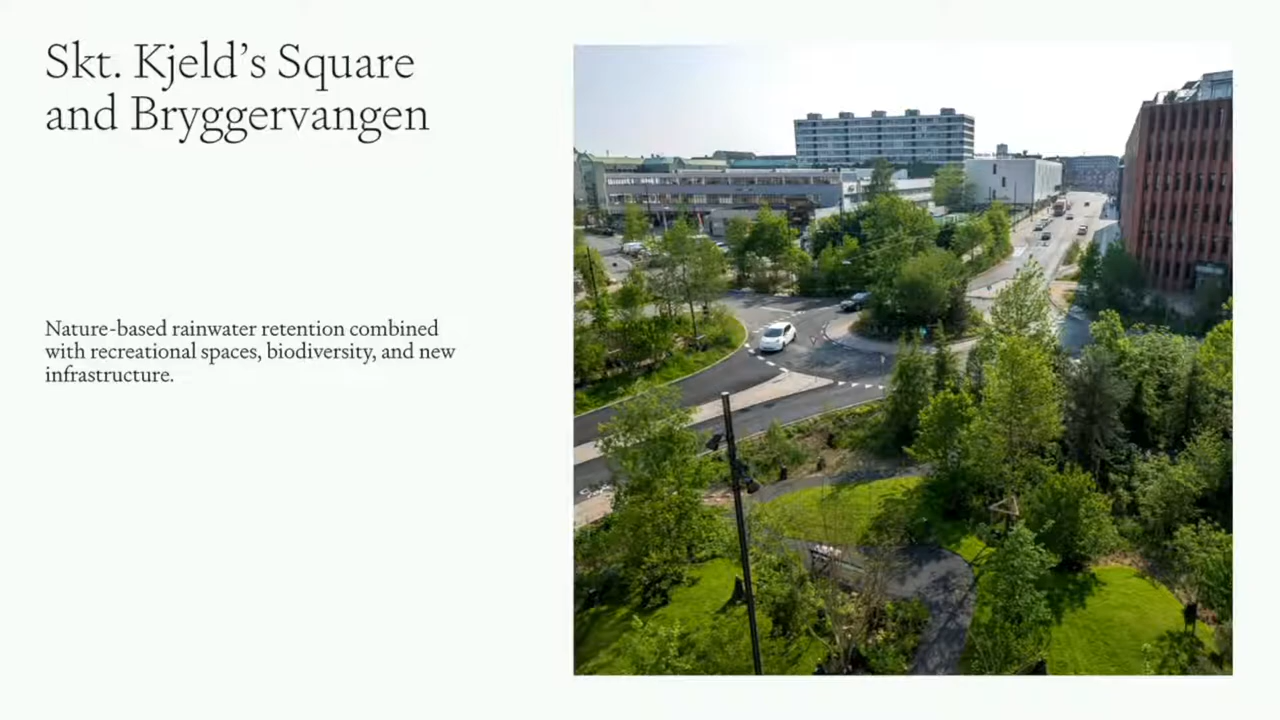 Skt. Kjeld’s Square
and Bryggervangen
Nature-based rainwater retention combined
with recreational spaces, biodiversity, and new
infrastructure.